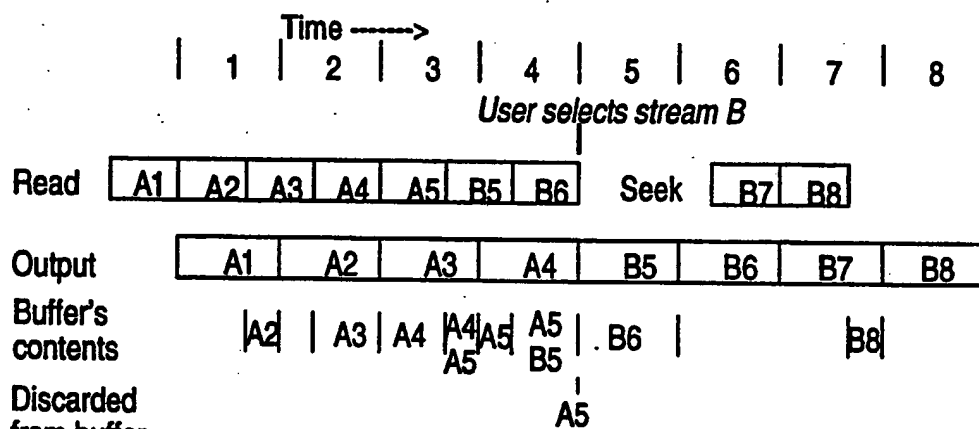 Time ------->
| 1 | 2 | 3 | 4 | 5 | 6 | 7 | 8
User selects stream B
Read A1 A2 A3 A4 A5 B5 B6 Seek B7 B8
Output A1 A2 A3 A4 B5 B6 B7 B8
Buffer's
contents
A2 A3 A4 A4 A5 A5 B6 B8
A5 B5
Discarded
A5
from buffer